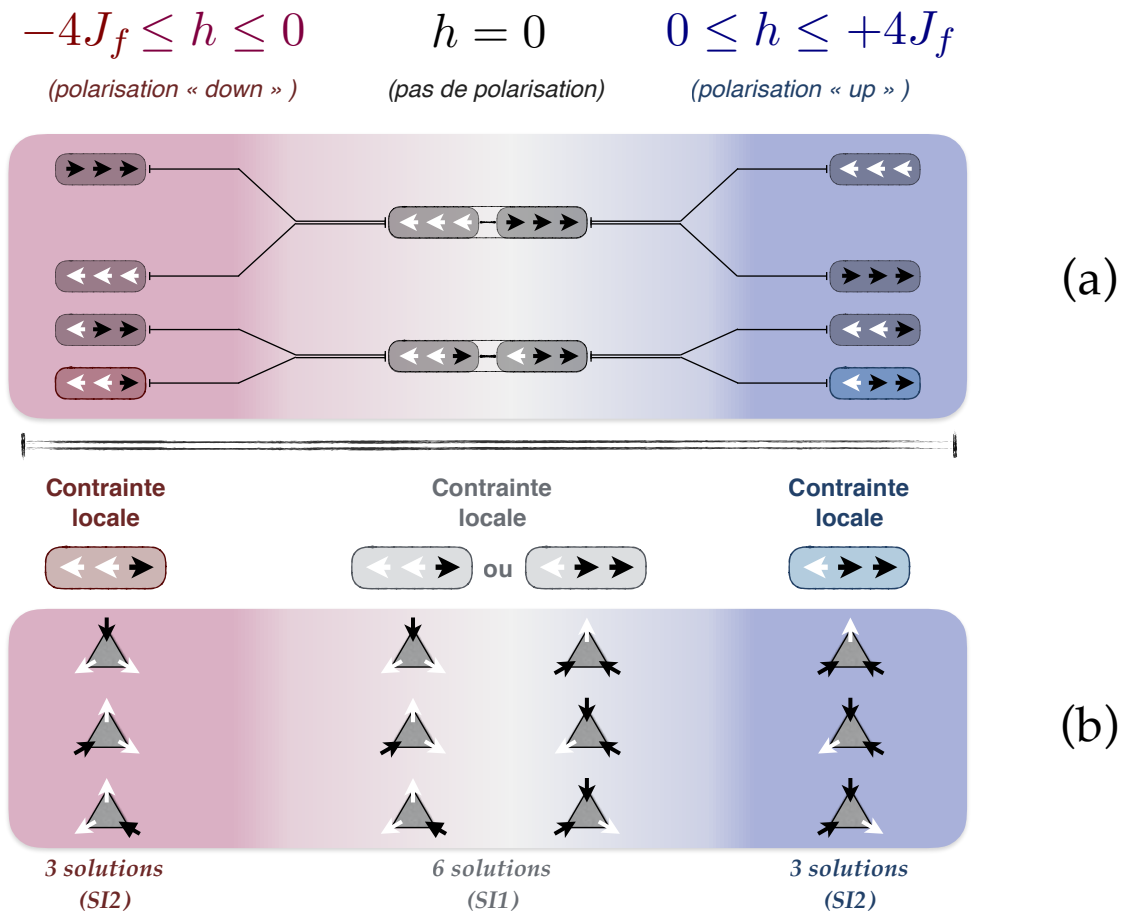 −4J_f ≤ h ≤ 0
h = 0
0 ≤ h ≤ +4J_f
(polarisation « down » )
(pas de polarisation)
(polarisation « up » )
(a)
Contrainte
locale
Contrainte
locale
Contrainte
locale
ou
(b)
3 solutions
(SI2)
6 solutions
(SI1)
3 solutions
(SI2)